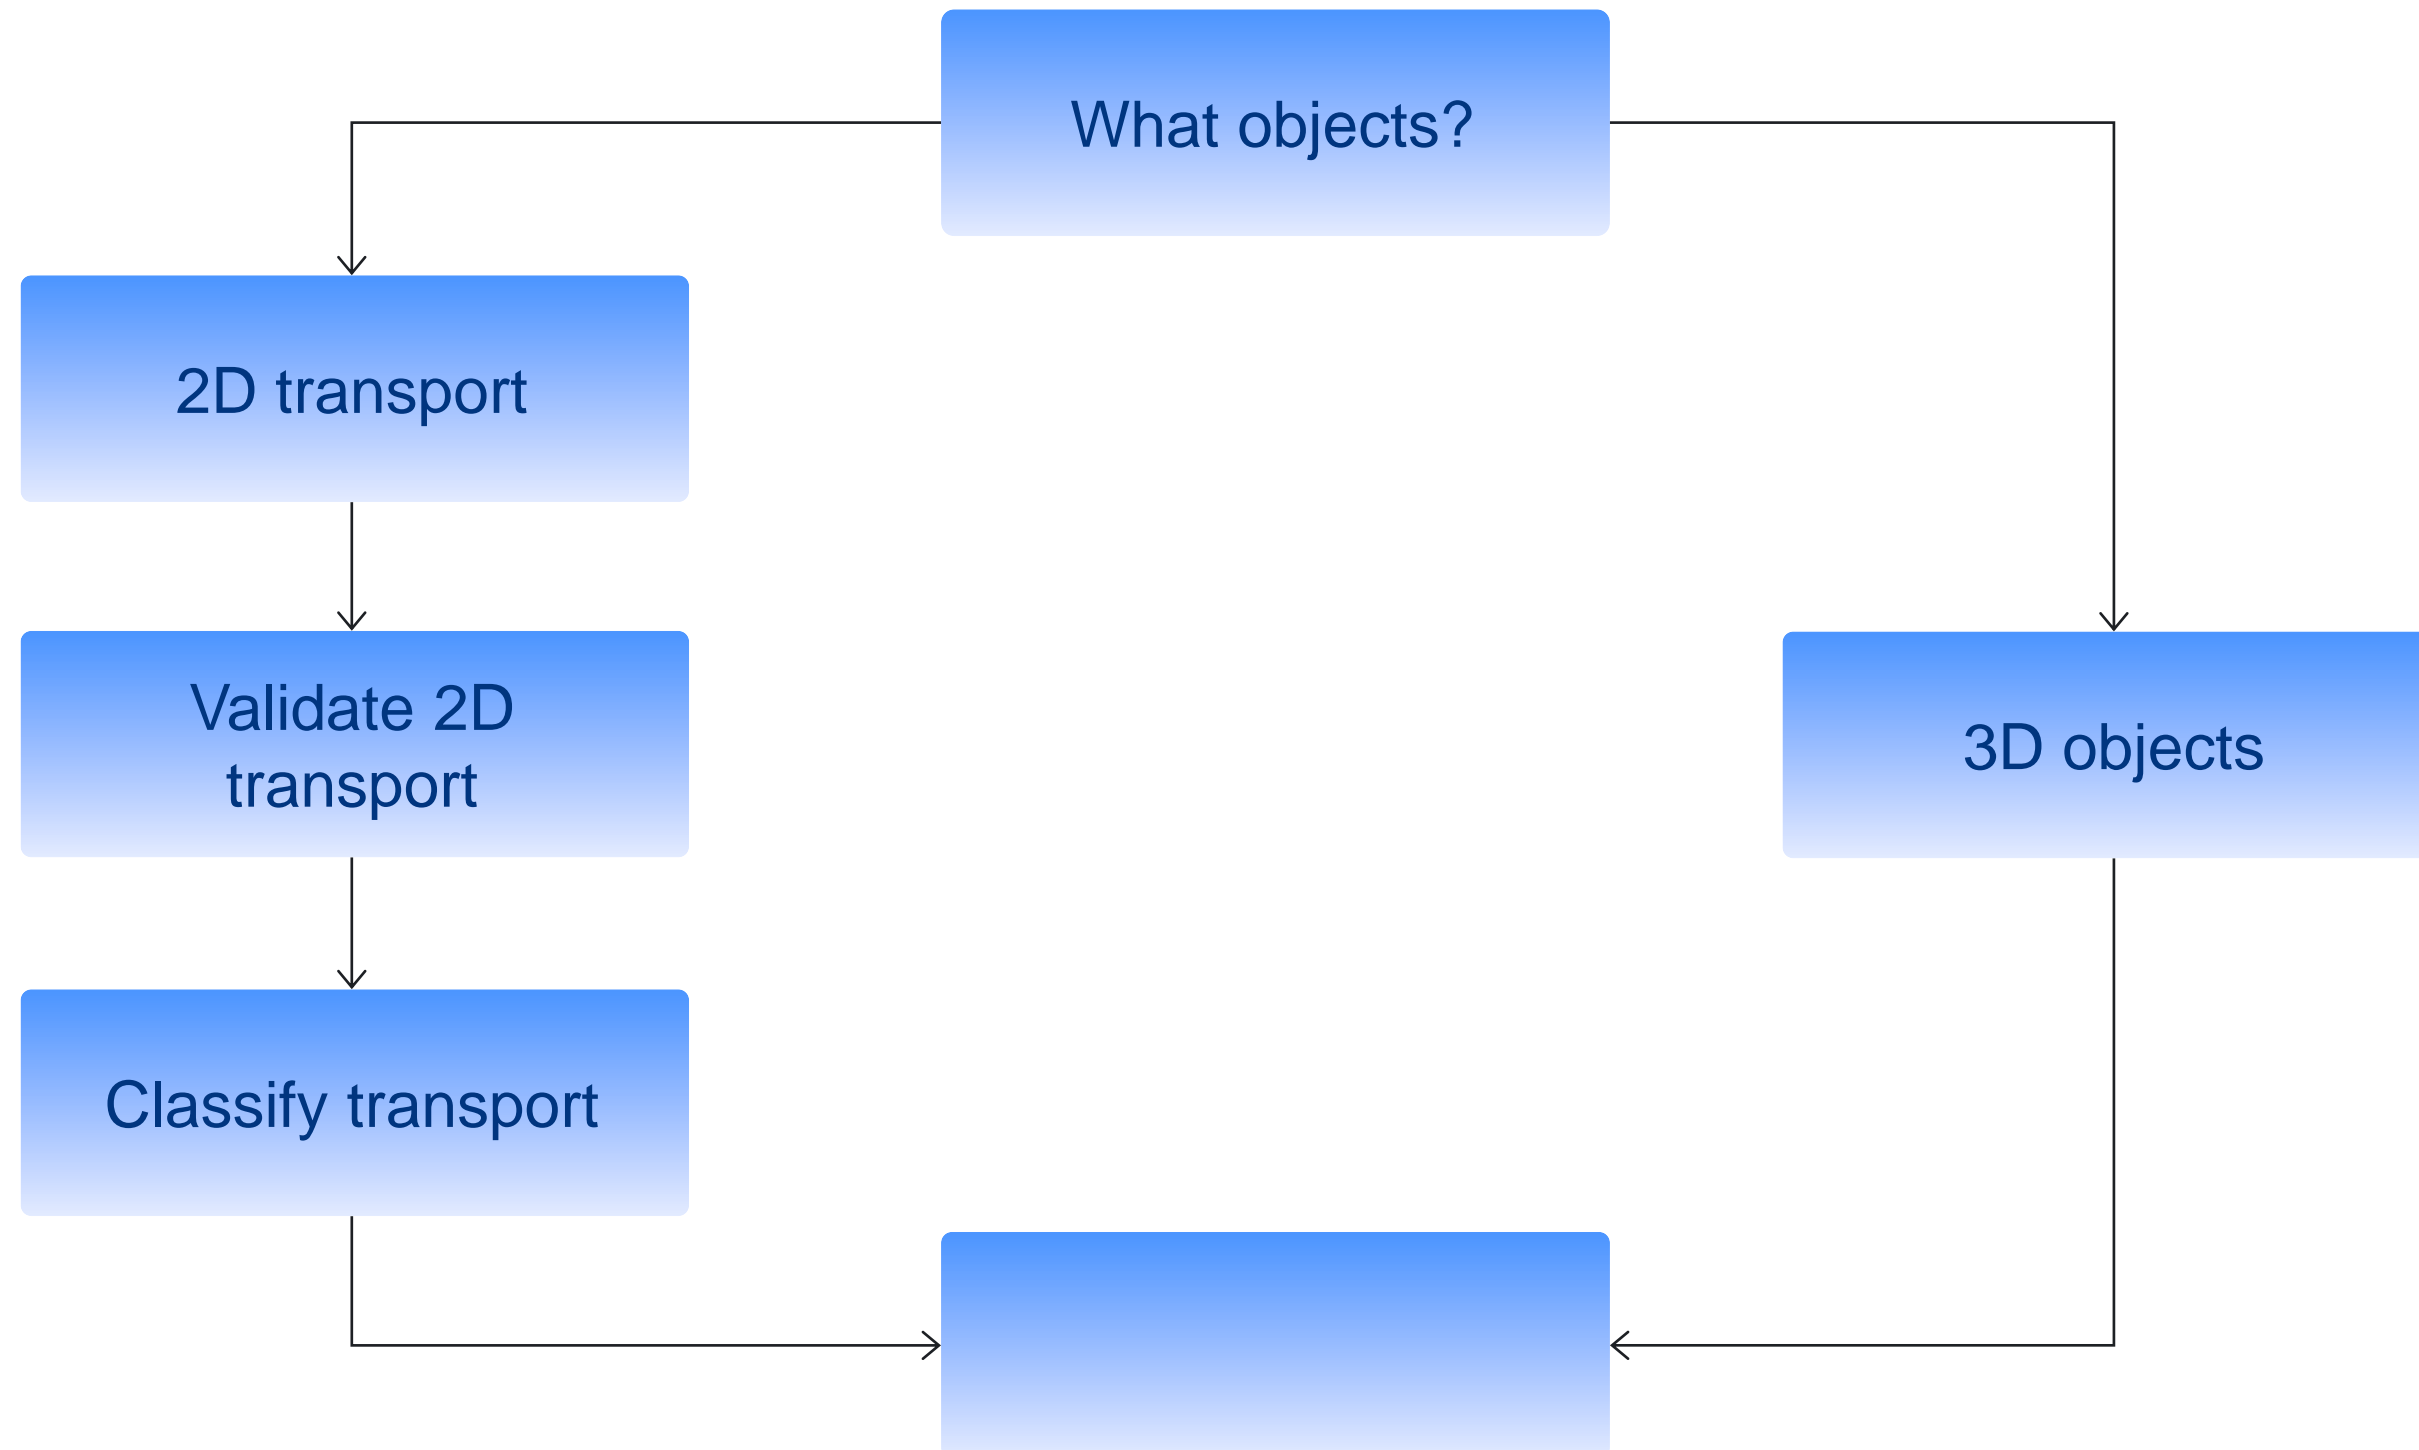 What objects?
2D transport
Validate 2D
transport
3D objects
Classify transport